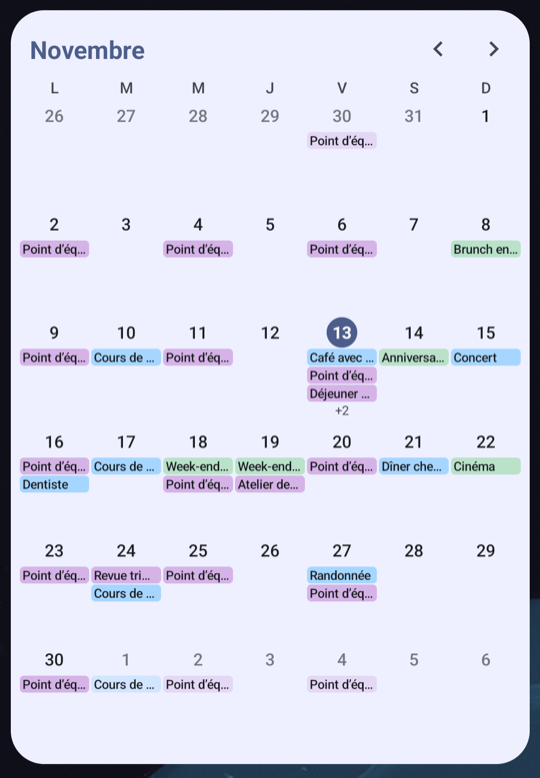 Novembre
L M M J V S D
26 27 28 29 30 31 1
Point d'éq...
2 3 4 5 6 7 8
Point d'éq... Point d'éq... Point d'éq... Brunch en...
9 10 11 12 13 14 15
Point d'éq... Cours de ... Point d'éq... Café avec ... Anniversa... Concert
Point d'éq...
Déjeuner ...
+2
16 17 18 19 20 21 22
Point d'éq... Cours de ... Week-end... Week-end... Point d'éq... Dîner che... Cinéma
Dentiste Point d'éq... Atelier de...
23 24 25 26 27 28 29
Point d'éq... Revue tri... Point d'éq... Randonnée
Cours de ... Point d'éq...
30 1 2 3 4 5 6
Point d'éq... Cours de ... Point d'éq... Point d'éq...